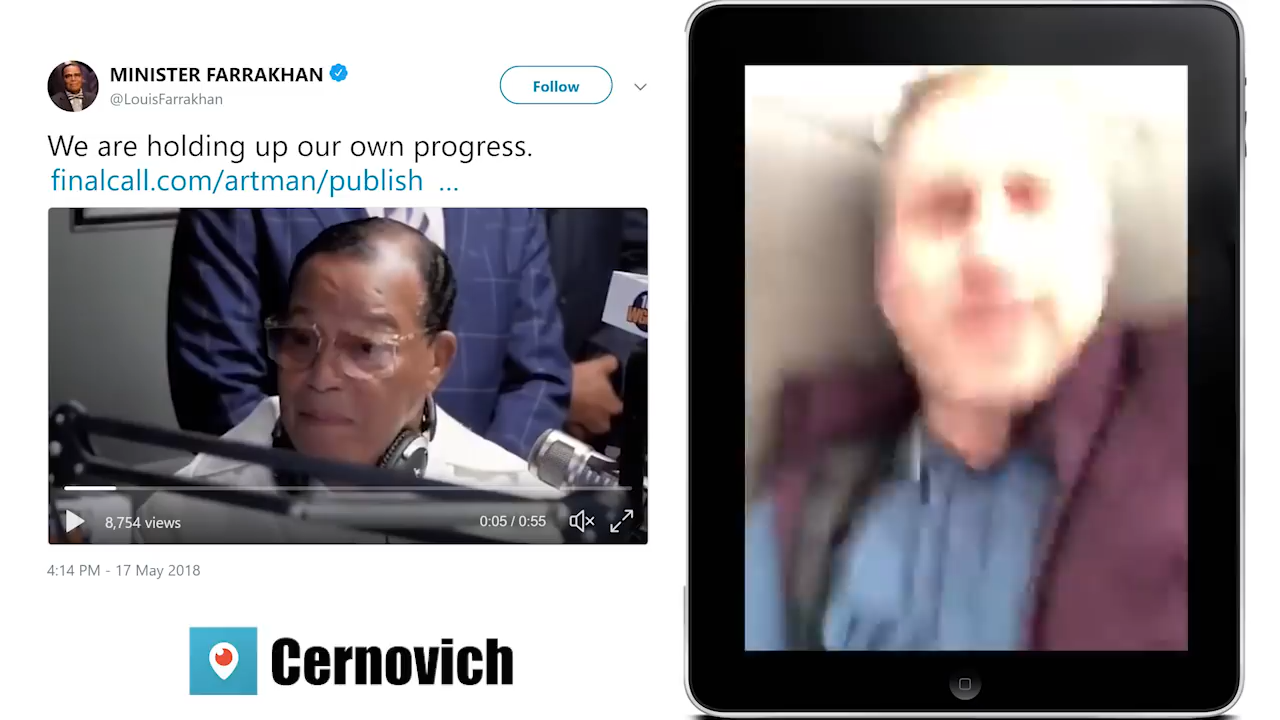 MINISTER FARRAKHAN
@LouisFarrakhan
Follow
We are holding up our own progress.
finalcall.com/artman/publish ...
8,754 views
0:05 / 0:55
4:14 PM - 17 May 2018
Cernovich